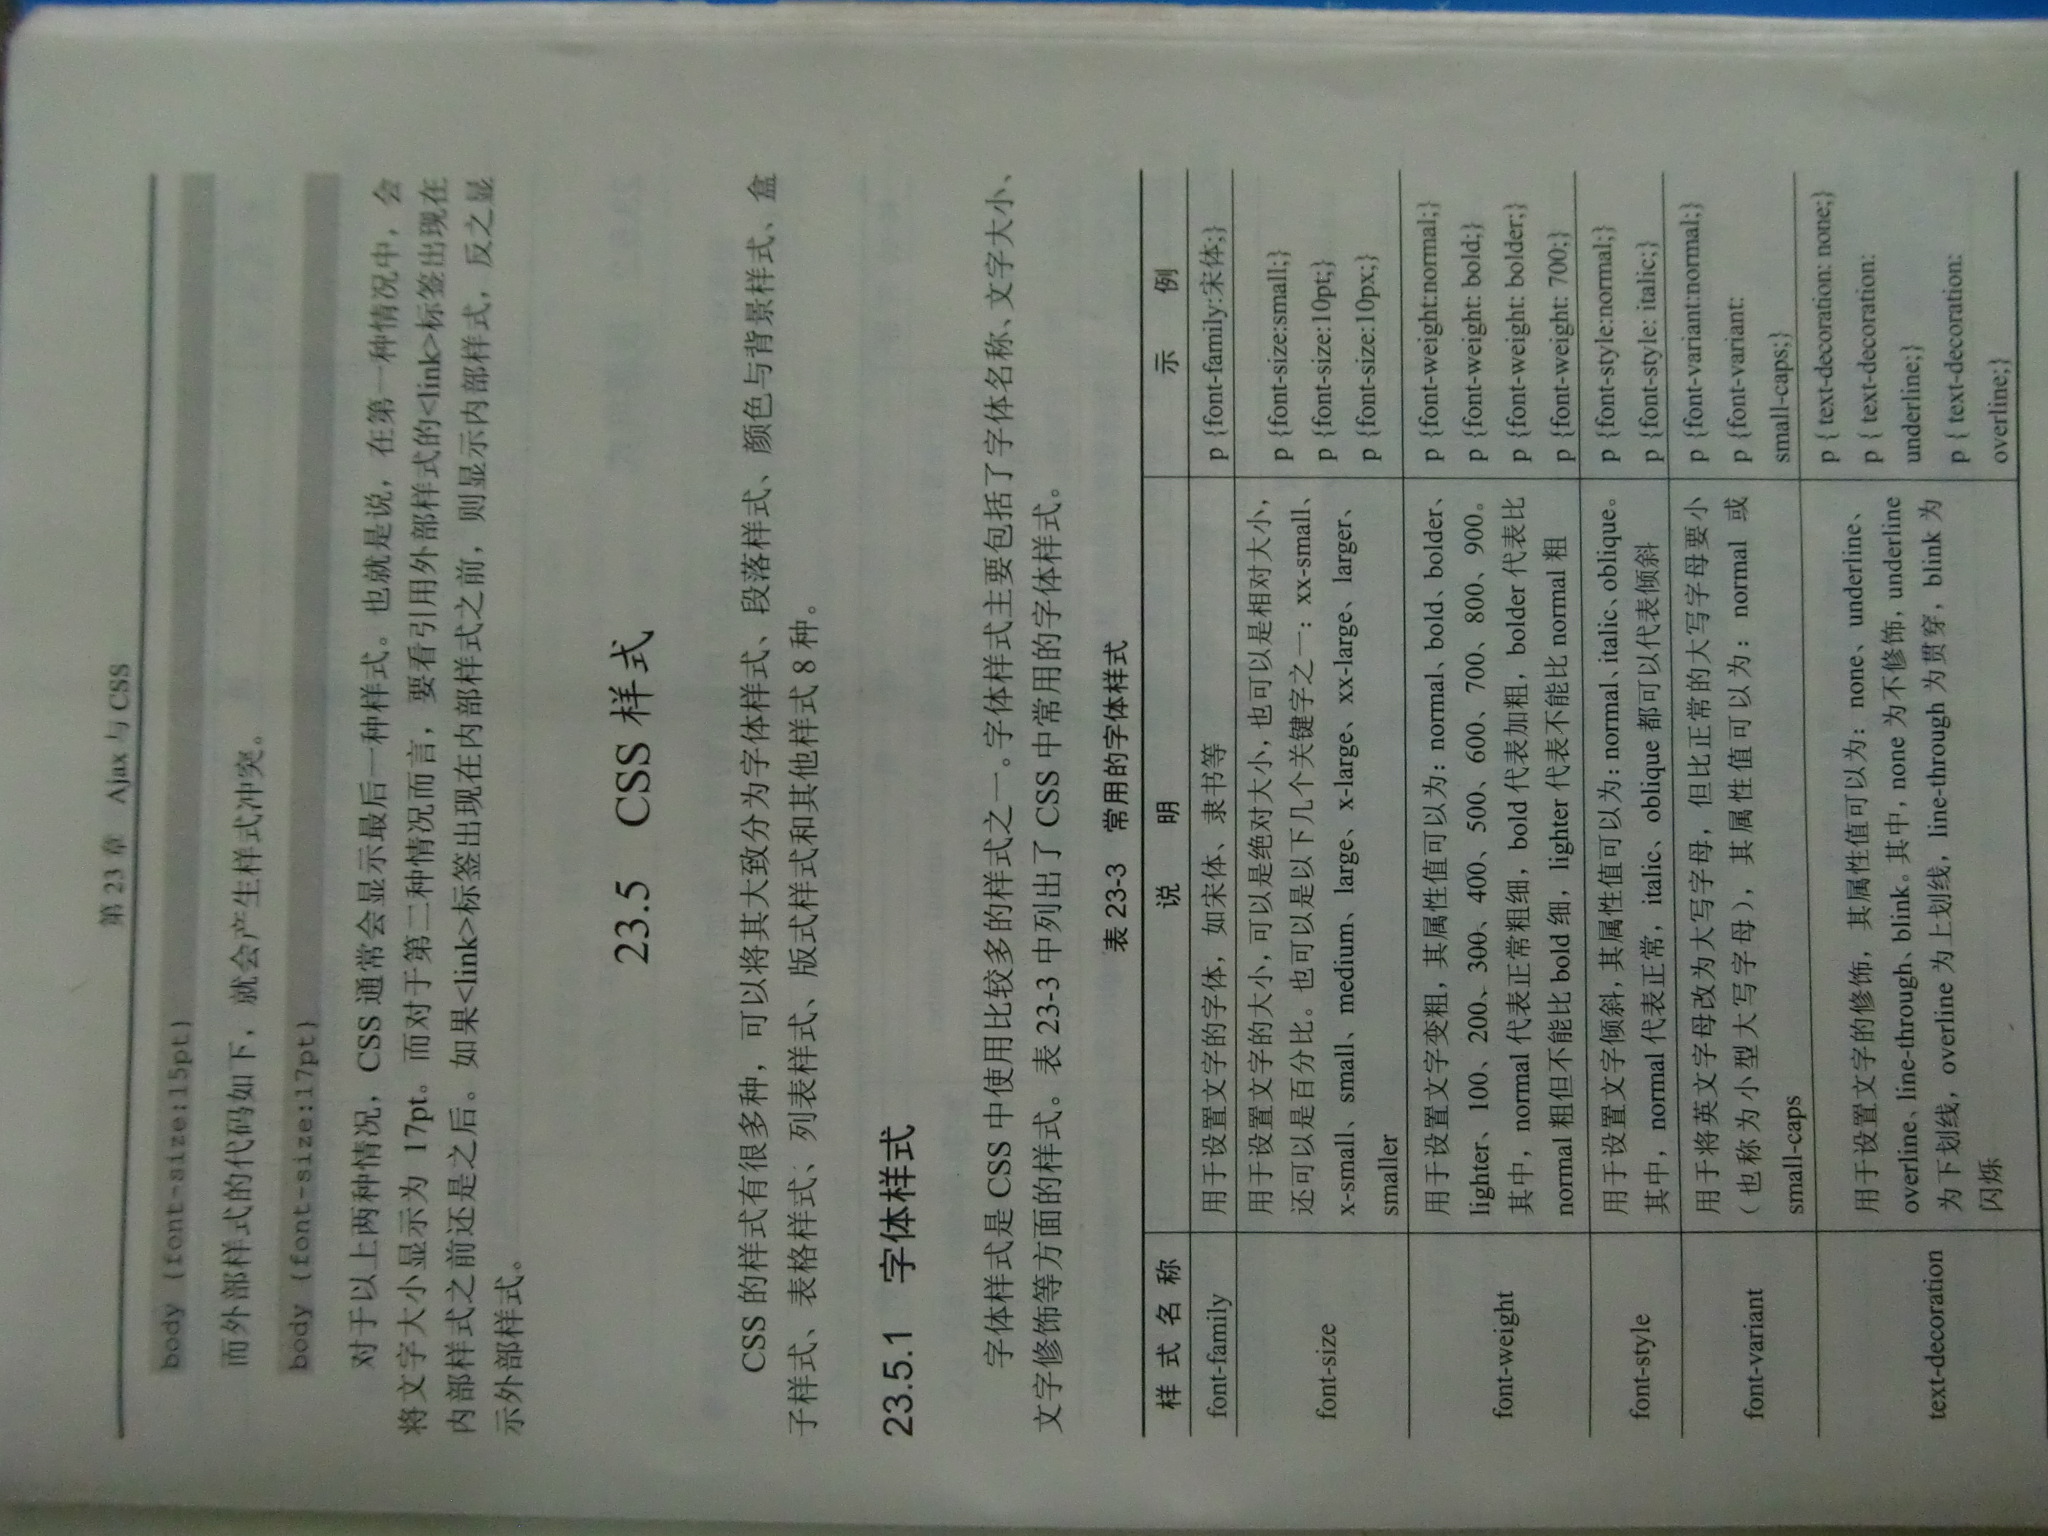 第 23 章　Ajax 与 CSS
body {font-size:15pt}
而外部样式的代码如下，就会产生样式冲突。
body {font-size:17pt}
对于以上两种情况，CSS 通常会显示最后一种样式。也就是说，在第一种情况中，会
将文字大小显示为 17pt。而对于第二种情况而言，要看引用外部样式的<link>标签出现在
内部样式之前还是之后。如果<link>标签出现在内部样式之前，则显示内部样式，反之显
示外部样式。
23.5　CSS 样式
CSS 的样式有很多种，可以将其大致分为字体样式、段落样式、颜色与背景样式、盒
子样式、表格样式、列表样式、版式样式和其他样式 8 种。
23.5.1　字体样式
字体样式是 CSS 中使用比较多的样式之一。字体样式主要包括了字体名称、文字大小、
文字修饰等方面的样式。表 23-3 中列出了 CSS 中常用的字体样式。
表 23-3　常用的字体样式
样 式 名 称　说　明　示　例
font-family　用于设置文字的字体，如宋体、隶书等　p {font-family:宋体;}
font-size
用于设置文字的大小，可以是绝对大小，也可以是相对大小，
还可以是百分比。也可以是以下几个关键字之一：xx-small、
x-small、small、medium、large、x-large、xx-large、larger、
smaller
p {font-size:small;}
p {font-size:10pt;}
p {font-size:10px;}
font-weight
用于设置文字变粗，其属性值可以为：normal、bold、bolder、
lighter、100、200、300、400、500、600、700、800、900。
其中，normal 代表正常粗细，bold 代表加粗，bolder 代表比
normal 粗但不能比 bold 细，lighter 代表不能比 normal 粗
p {font-weight:normal;}
p {font-weight: bold;}
p {font-weight: bolder;}
p {font-weight: 700;}
font-style
用于设置文字倾斜，其属性值可以为：normal、italic、oblique。
其中，normal 代表正常，italic、oblique 都可以代表倾斜
p {font-style:normal;}
p {font-style: italic;}
font-variant
用于将英文字母改为大写字母，但比正常的大写字母要小
（也称为小型大写字母），其属性值可以为：normal 或
small-caps
p {font-variant:normal;}
p {font-variant:
small-caps;}
text-decoration
用于设置文字的修饰，其属性值可以为：none、underline、
overline、line-through、blink。其中，none 为不修饰，underline
为下划线，overline 为上划线，line-through 为贯穿，blink 为
闪烁
p { text-decoration: none;}
p { text-decoration:
underline;}
p { text-decoration:
overline;}